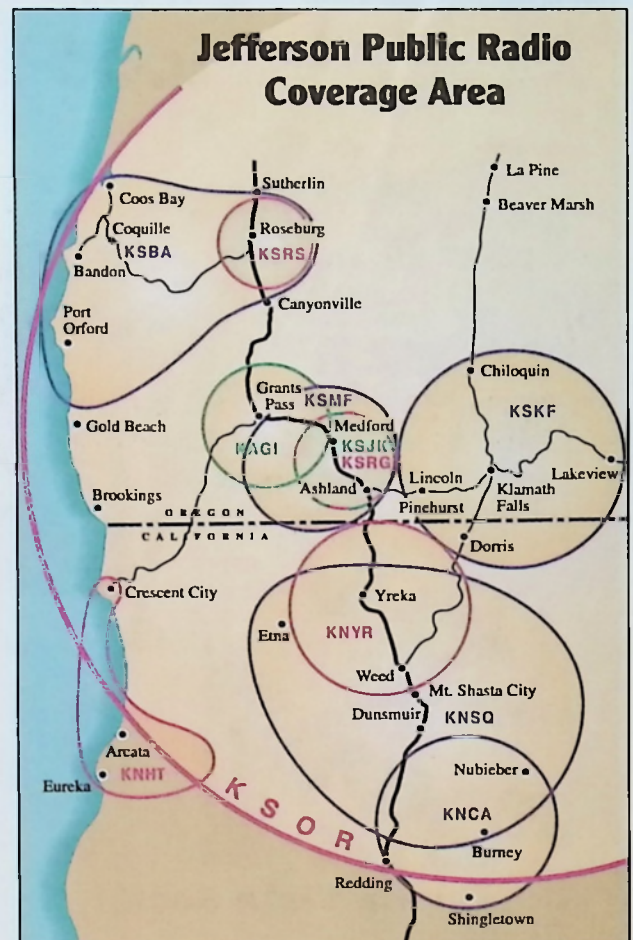 Jefferson Public Radio
Coverage Area
La Pine
Sutherlin
Coos Bay
Beaver Marsh
Coquille
Roseburg
KSBA
KSRS
Bandon
Canyonville
Port
Orford
Chiloquin
Grants
Pass
KSMF
KSKF
Gold Beach
Medford
KAGI
KSJK
KSRG
Lakeview
Ashland
Lincoln
Klamath
Falls
Pinehurst
Brookings
OREGON
CALIFORNIA
Dorris
Crescent City
Yreka
Etna
KNYR
Weed
Mt. Shasta City
Dunsmuir
KNSQ
Arcata
Nubieber
KNHT
Eureka
KSOR
KNCA
Burney
Redding
Shingletown